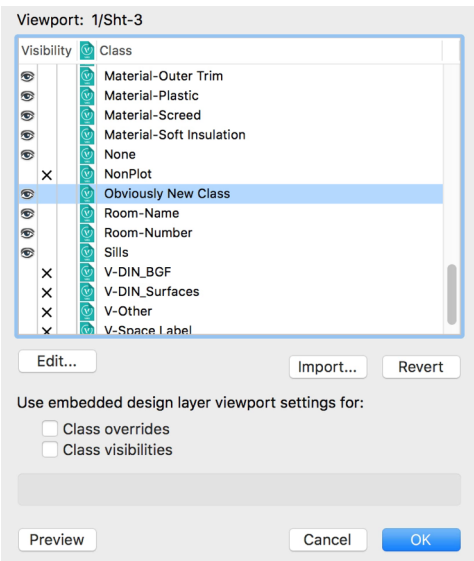 Viewport: 1/Sht-3
Visibility Class
Material-Outer Trim
Material-Plastic
Material-Screed
Material-Soft Insulation
None
NonPlot
Obviously New Class
Room-Name
Room-Number
Sills
V-DIN_BGF
V-DIN_Surfaces
V-Other
V-Space Label
Edit... Import... Revert
Use embedded design layer viewport settings for:
Class overrides
Class visibilities
Preview Cancel OK